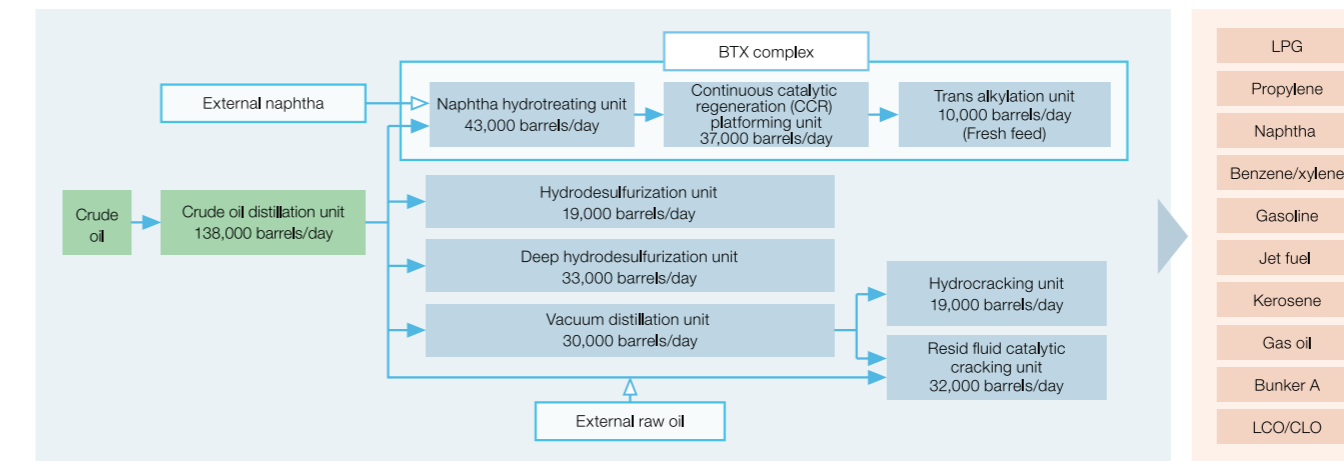 BTX complex
External naphtha
Naphtha hydrotreating unit
43,000 barrels/day
Continuous catalytic
regeneration (CCR)
platforming unit
37,000 barrels/day
Trans alkylation unit
10,000 barrels/day
(Fresh feed)
Crude
oil
Crude oil distillation unit
138,000 barrels/day
Hydrodesulfurization unit
19,000 barrels/day
Deep hydrodesulfurization unit
33,000 barrels/day
Vacuum distillation unit
30,000 barrels/day
Hydrocracking unit
19,000 barrels/day
Resid fluid catalytic
cracking unit
32,000 barrels/day
External raw oil
LPG
Propylene
Naphtha
Benzene/xylene
Gasoline
Jet fuel
Kerosene
Gas oil
Bunker A
LCO/CLO